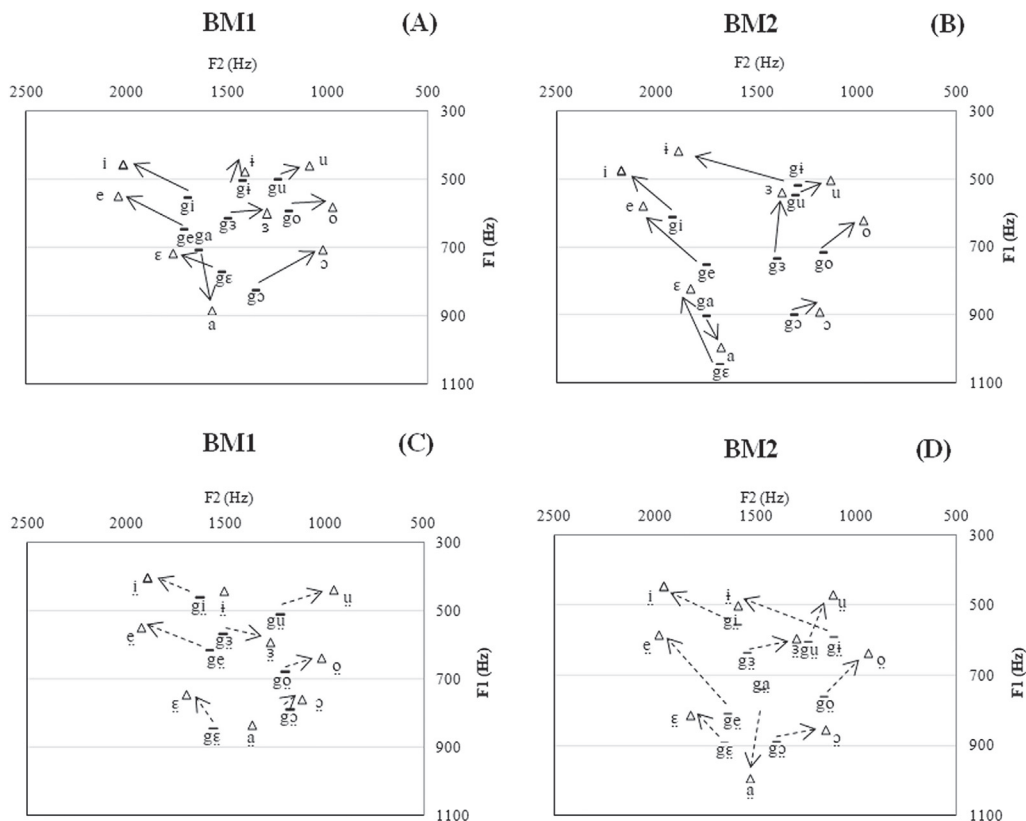 BM1 (A)
F2 (Hz)
2500 2000 1500 1000 500
300
500
700
900
1100
F1 (Hz)
i
e
ɛ
a
ɨ
u
ɜ
o
ɔ
gi
ge
ga
gɛ
gɨ
gu
gɜ
go
gɔ
BM2 (B)
F2 (Hz)
2500 2000 1500 1000 500
300
500
700
900
1100
F1 (Hz)
ɨ
i
e
ɛ
a
ɜ
u
o
ɔ
gɨ
gu
gi
ge
ga
gɛ
gɜ
go
gɔ
BM1 (C)
F2 (Hz)
2500 2000 1500 1000 500
300
500
700
900
1100
F1 (Hz)
i̤
e̤
ɛ̤
a̤
ɨ̤
ṳ
ɜ̤
o̤
ɔ̤
gi̤
gɜ̤
ge̤
gɛ̤
gṳ
go̤
gɔ̤
BM2 (D)
F2 (Hz)
2500 2000 1500 1000 500
300
500
700
900
1100
F1 (Hz)
i̤
e̤
ɛ̤
a̤
ɨ̤
ṳ
ɜ̤
o̤
ɔ̤
gi̤
gṳ
gɨ̤
gɜ̤
ga̤
ge̤
gɛ̤
go̤
gɔ̤